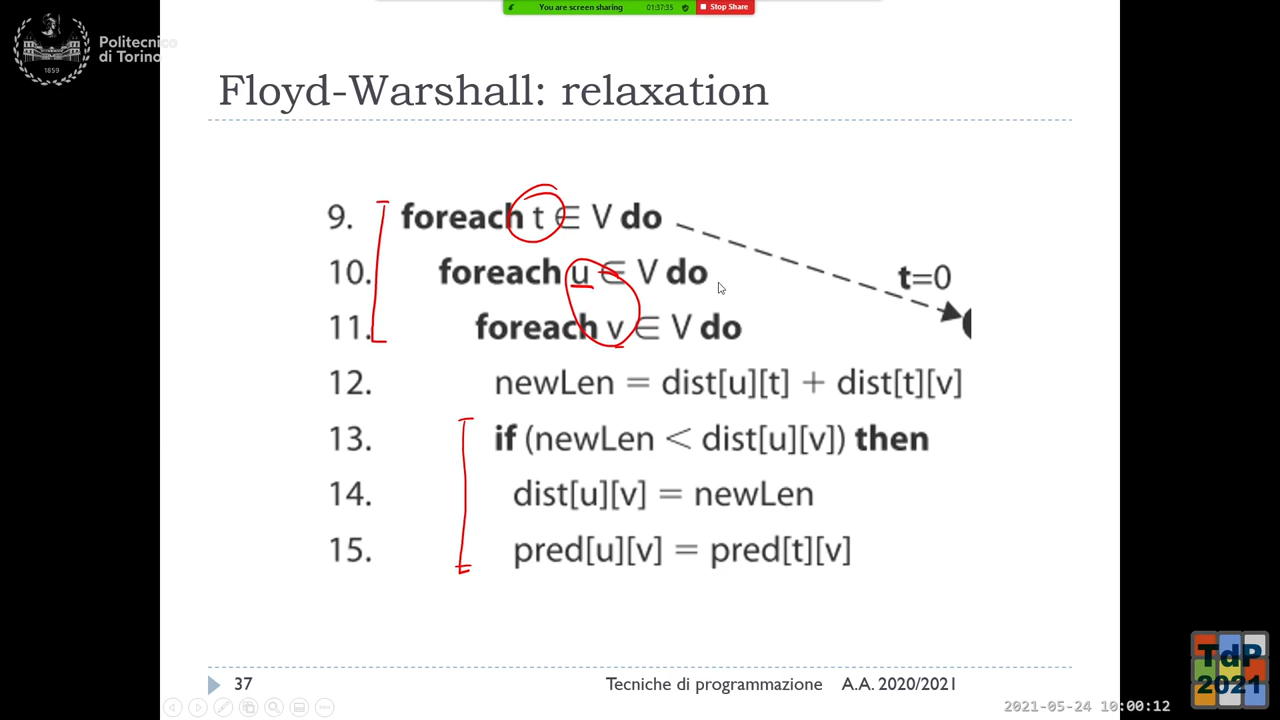 You are screen sharing 01:37:35 Stop Share
Politecnico
di Torino
1859
Floyd-Warshall: relaxation
9. foreach t ∈ V do
10. foreach u ∈ V do
t=0
11. foreach v ∈ V do
12. newLen = dist[u][t] + dist[t][v]
13. if (newLen < dist[u][v]) then
14. dist[u][v] = newLen
15. pred[u][v] = pred[t][v]
37 Tecniche di programmazione A.A. 2020/2021
TdP
2021
2021-05-24 10:00:12